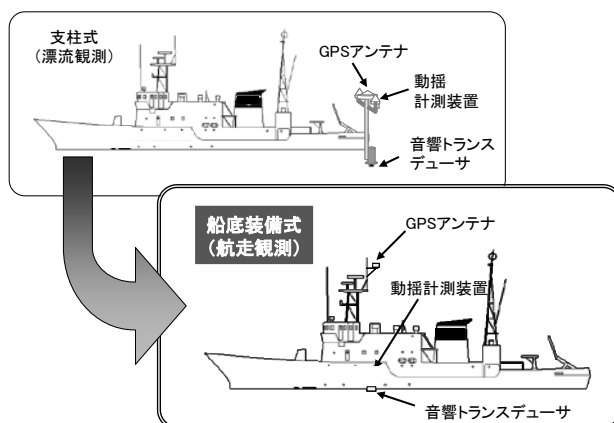 支柱式
(漂流観測)
GPSアンテナ
動揺
計測装置
音響トランス
デューサ
船底装備式
(航走観測)
GPSアンテナ
動揺計測装置
音響トランスデューサ